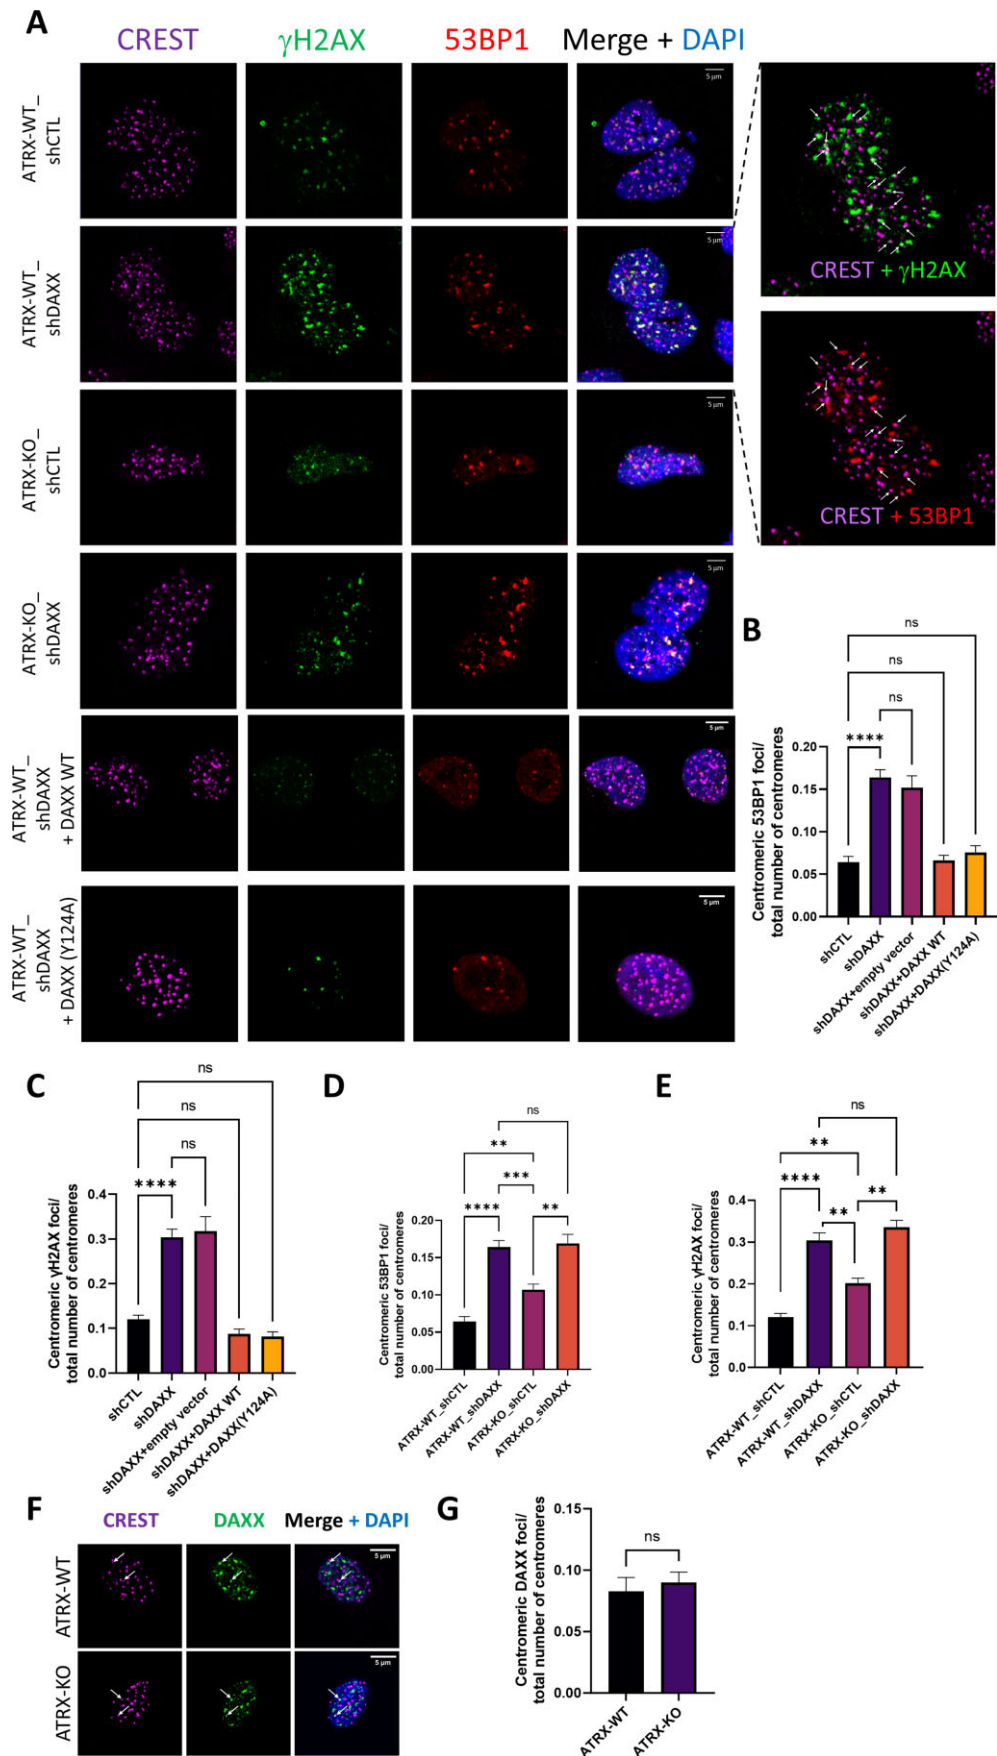 A
CREST
γH2AX
53BP1
Merge + DAPI
ATRX-WT_
shCTL
5 µm
ATRX-WT_
shDAXX
5 µm
CREST + γH2AX
ATRX-KO_
shCTL
5 µm
CREST + 53BP1
ATRX-KO_
shDAXX
5 µm
ATRX-WT_
shDAXX
+ DAXX WT
5 µm
ATRX-WT_
shDAXX
+ DAXX (Y124A)
5 µm
B
ns
ns
ns
****
Centromeric 53BP1 foci/
total number of centromeres
0.20
0.15
0.10
0.05
0.00
shCTL
shDAXX
shDAXX+empty vector
shDAXX+DAXX WT
shDAXX+DAXX(Y124A)
C
ns
ns
ns
****
Centromeric γH2AX foci/
total number of centromeres
0.4
0.3
0.2
0.1
0.0
shCTL
shDAXX
shDAXX+empty vector
shDAXX+DAXX WT
shDAXX+DAXX(Y124A)
D
ns
**
***
****
**
Centromeric 53BP1 foci/
total number of centromeres
0.20
0.15
0.10
0.05
0.00
ATRX-WT_shCTL
ATRX-WT_shDAXX
ATRX-KO_shCTL
ATRX-KO_shDAXX
E
ns
**
****
**
**
Centromeric γH2AX foci/
total number of centromeres
0.4
0.3
0.2
0.1
0.0
ATRX-WT_shCTL
ATRX-WT_shDAXX
ATRX-KO_shCTL
ATRX-KO_shDAXX
F
CREST
DAXX
Merge + DAPI
ATRX-WT
5 µm
ATRX-KO
5 µm
G
ns
Centromeric DAXX foci/
total number of centromeres
0.15
0.10
0.05
0.00
ATRX-WT
ATRX-KO